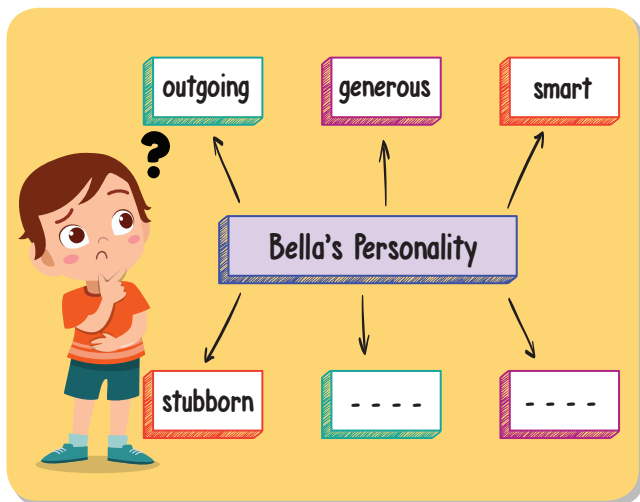 outgoing
generous
smart
?
Bella's Personality
stubborn
- - - -
- - - -